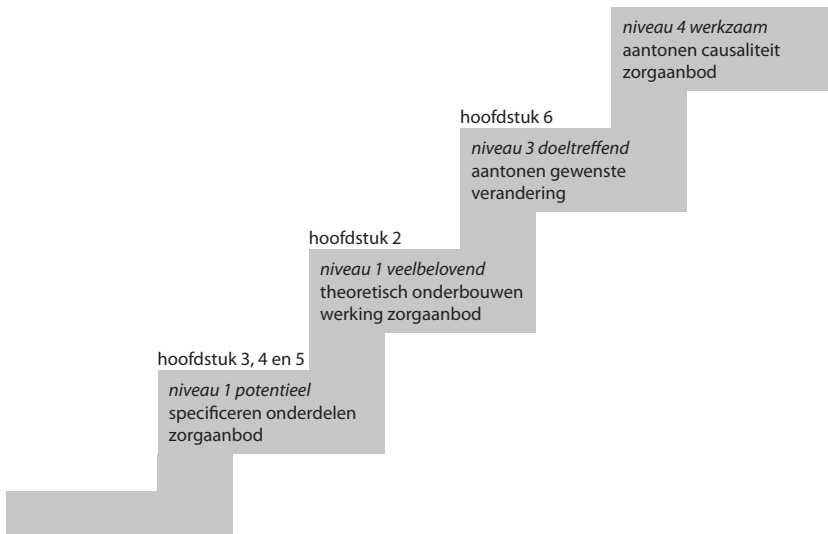 niveau 4 werkzaam
aantonen causaliteit
zorgaanbod
hoofdstuk 6
niveau 3 doeltreffend
aantonen gewenste
verandering
hoofdstuk 2
niveau 1 veelbelovend
theoretisch onderbouwen
werking zorgaanbod
hoofdstuk 3, 4 en 5
niveau 1 potentieel
specificeren onderdelen
zorgaanbod